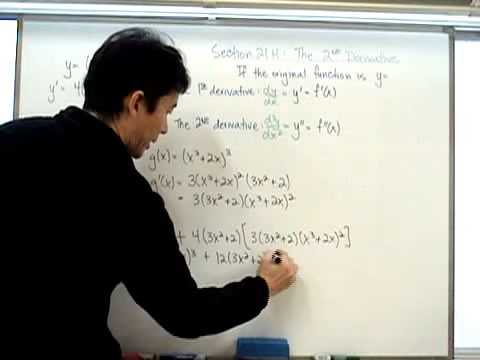 Section 21H: The 2nd Derivative
y= (
If the original function is y=
y' = 4(
1st derivative: dy/dx = y' = f'(x)
The 2nd derivative: d²y/dx² = y'' = f''(x)
g(x) = (x³+2x)³
g'(x) = 3(x³+2x)² (3x²+2)
= 3(3x²+2)(x³+2x)²
+ 4(3x²+2)[3(3x²+2)(x³+2x)²]
)³ + 12(3x²+2